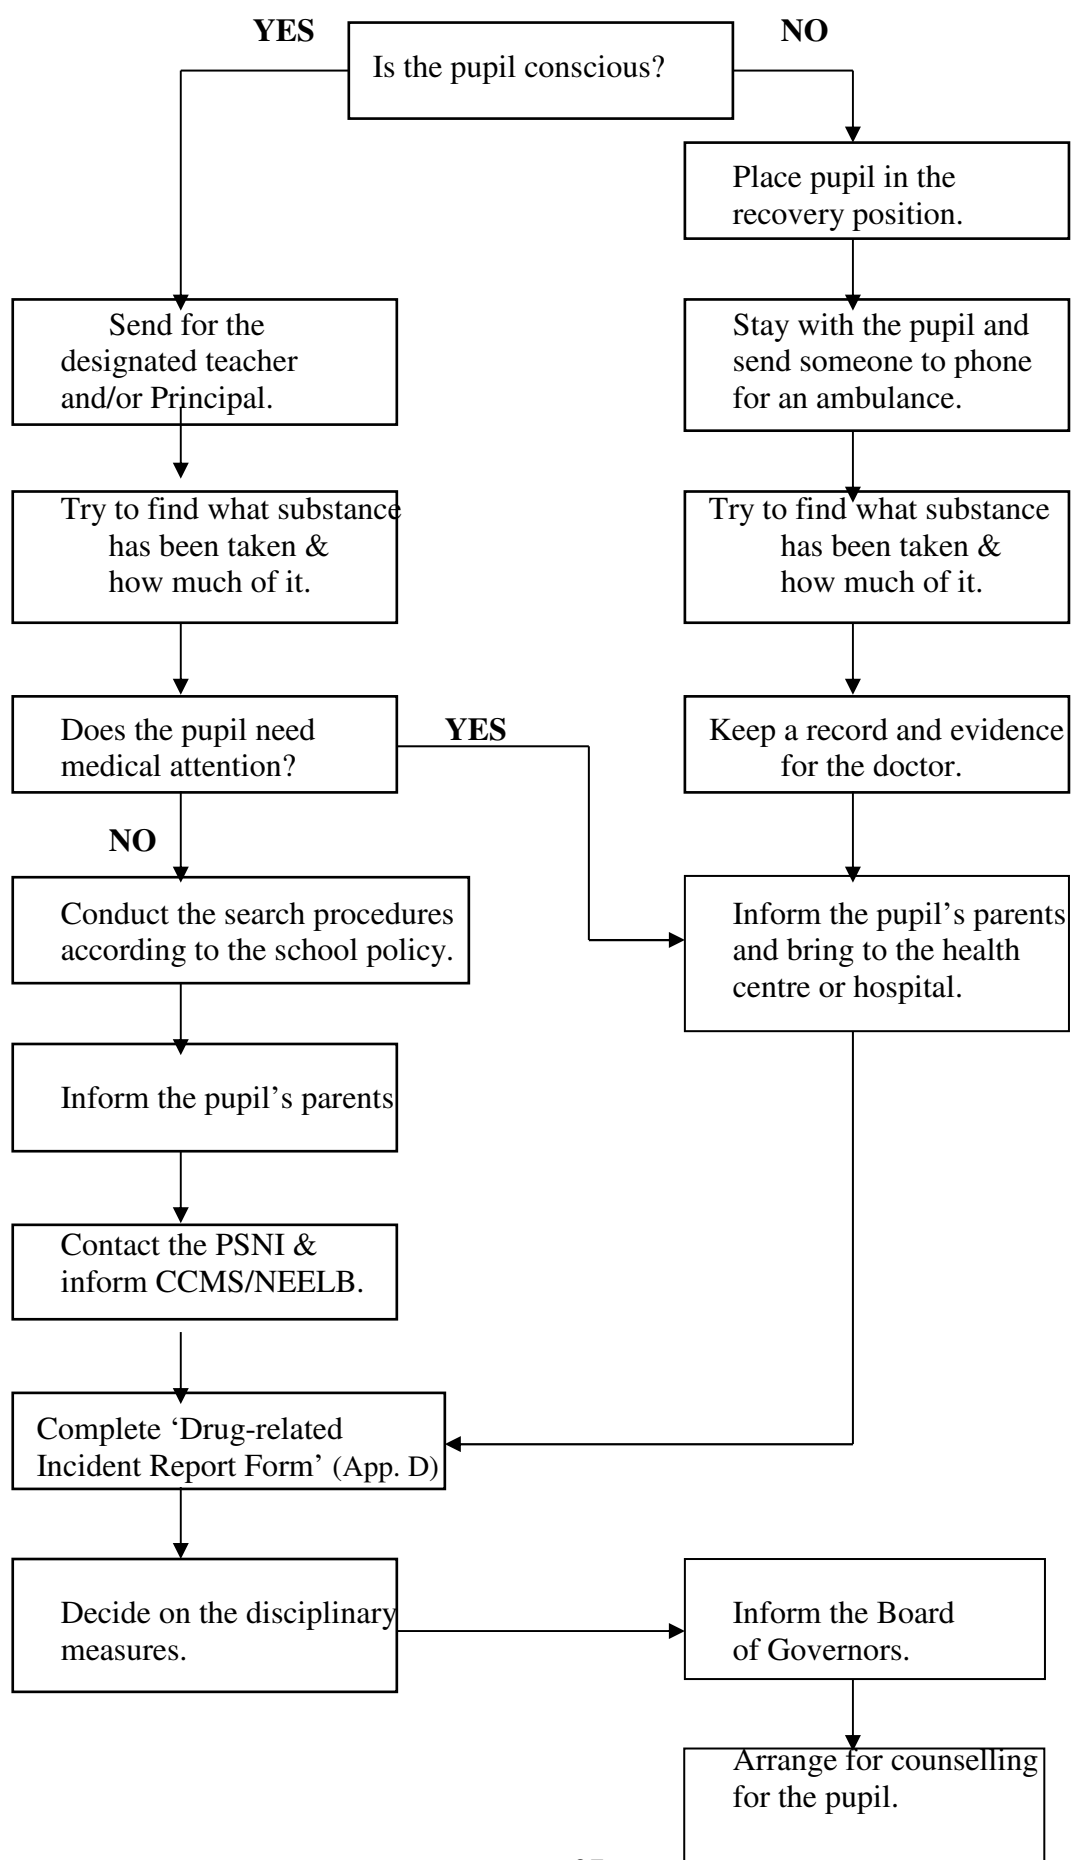 YES
NO
Is the pupil conscious?
Place pupil in the
recovery position.
Send for the
designated teacher
and/or Principal.
Stay with the pupil and
send someone to phone
for an ambulance.
Try to find what substance
has been taken &
how much of it.
Try to find what substance
has been taken &
how much of it.
Does the pupil need
medical attention?
YES
Keep a record and evidence
for the doctor.
NO
Conduct the search procedures
according to the school policy.
Inform the pupil’s parents
and bring to the health
centre or hospital.
Inform the pupil’s parents
Contact the PSNI &
inform CCMS/NEELB.
Complete ‘Drug-related
Incident Report Form’ (App. D)
Decide on the disciplinary
measures.
Inform the Board
of Governors.
Arrange for counselling
for the pupil.